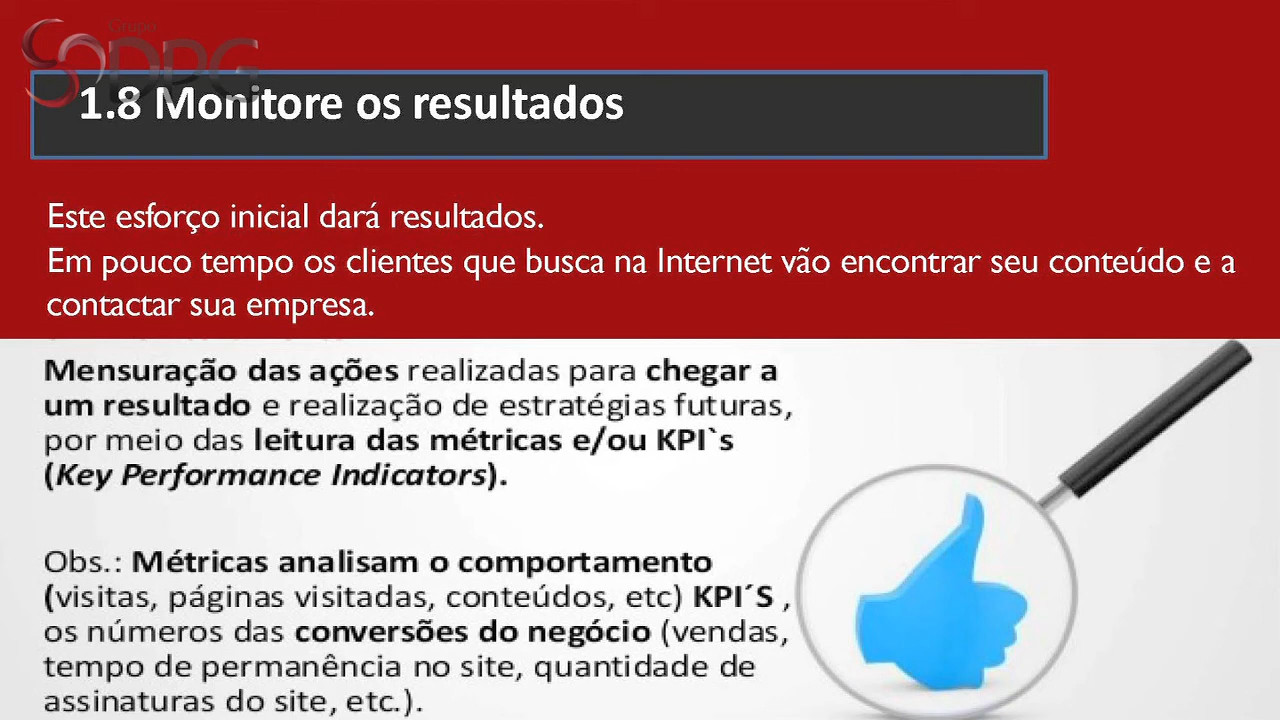 Grupo
DPG
1.8 Monitore os resultados
Este esforço inicial dará resultados.
Em pouco tempo os clientes que busca na Internet vão encontrar seu conteúdo e a
contactar sua empresa.
Mensuração das ações realizadas para chegar a
um resultado e realização de estratégias futuras,
por meio das leitura das métricas e/ou KPI`s
(Key Performance Indicators).
Obs.: Métricas analisam o comportamento
(visitas, páginas visitadas, conteúdos, etc) KPI´S ,
os números das conversões do negócio (vendas,
tempo de permanência no site, quantidade de
assinaturas do site, etc.).